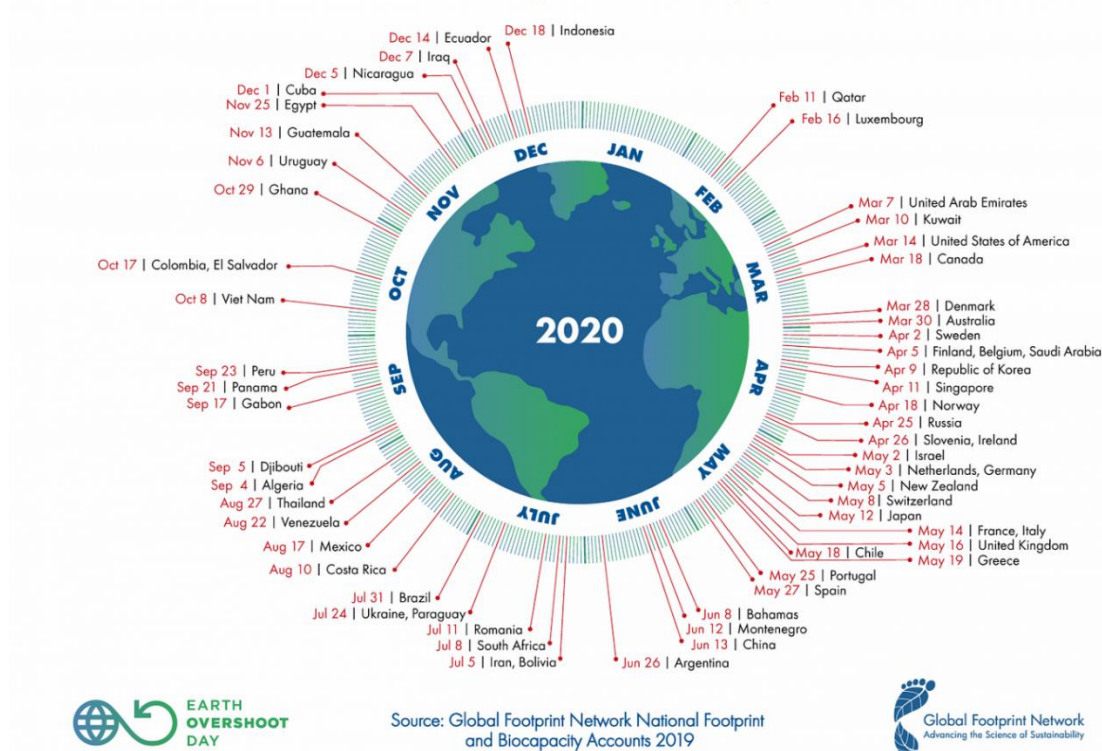 Dec 18 | Indonesia
Dec 14 | Ecuador
Dec 7 | Iraq
Dec 5 | Nicaragua
Dec 1 | Cuba
Nov 25 | Egypt
Nov 13 | Guatemala
Nov 6 | Uruguay
Oct 29 | Ghana
Oct 17 | Colombia, El Salvador
Oct 8 | Viet Nam
Sep 23 | Peru
Sep 21 | Panama
Sep 17 | Gabon
Sep 5 | Djibouti
Sep 4 | Algeria
Aug 27 | Thailand
Aug 22 | Venezuela
Aug 17 | Mexico
Aug 10 | Costa Rica
Jul 31 | Brazil
Jul 24 | Ukraine, Paraguay
Jul 11 | Romania
Jul 8 | South Africa
Jul 5 | Iran, Bolivia
Feb 11 | Qatar
Feb 16 | Luxembourg
Mar 7 | United Arab Emirates
Mar 10 | Kuwait
Mar 14 | United States of America
Mar 18 | Canada
Mar 28 | Denmark
Mar 30 | Australia
Apr 2 | Sweden
Apr 5 | Finland, Belgium, Saudi Arabia
Apr 9 | Republic of Korea
Apr 11 | Singapore
Apr 18 | Norway
Apr 25 | Russia
Apr 26 | Slovenia, Ireland
May 2 | Israel
May 3 | Netherlands, Germany
May 5 | New Zealand
May 8 | Switzerland
May 12 | Japan
May 14 | France, Italy
May 16 | United Kingdom
May 18 | Chile
May 19 | Greece
May 25 | Portugal
May 27 | Spain
Jun 8 | Bahamas
Jun 12 | Montenegro
Jun 13 | China
Jun 26 | Argentina
JAN
FEB
MAR
APR
MAY
JUNE
JULY
AUG
SEP
OCT
NOV
DEC
2020
EARTH
OVERSHOOT
DAY
Source: Global Footprint Network National Footprint
and Biocapacity Accounts 2019
Global Footprint Network
Advancing the Science of Sustainability